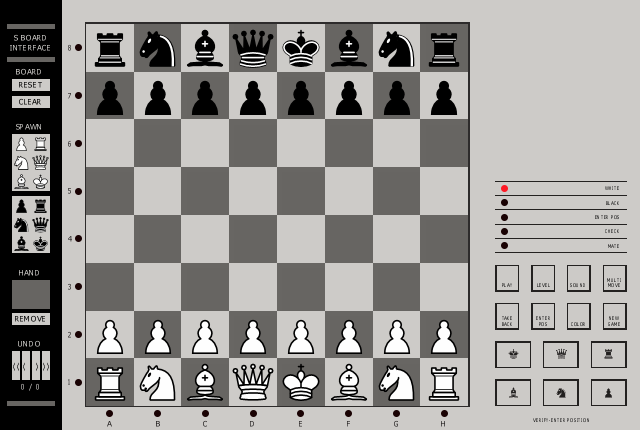 S BOARD
INTERFACE
BOARD
RESET
CLEAR
SPAWN
HAND
REMOVE
UNDO
0 / 0
8
7
6
5
4
3
2
1
A B C D E F G H
WHITE
BLACK
ENTER POS
CHECK
MATE
PLAY
LEVEL
SOUND
MULTI
MOVE
TAKE
BACK
ENTER
POS
COLOR
NEW
GAME
VERIFY-ENTER POSITION